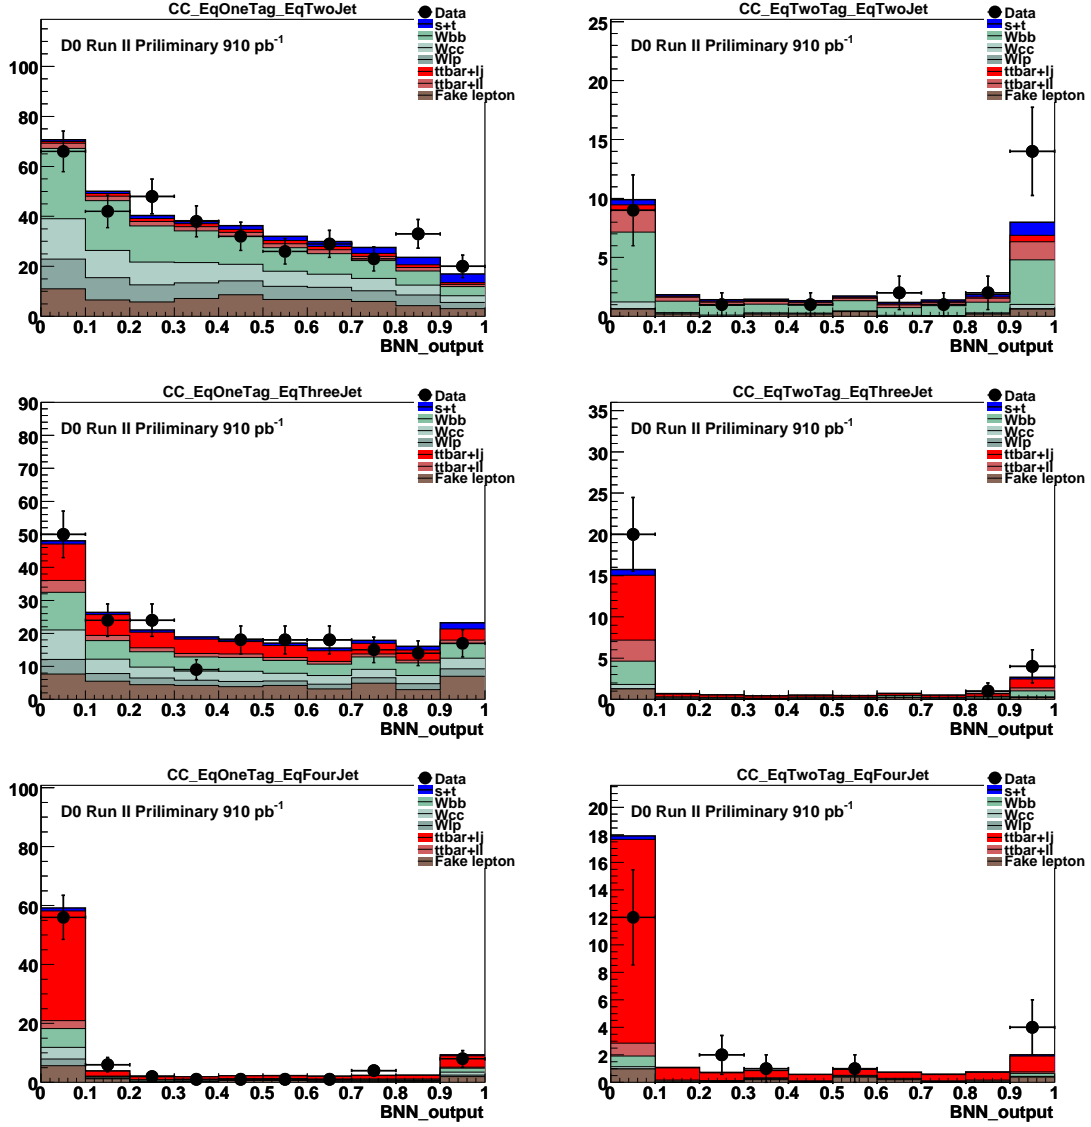 CC_EqOneTag_EqTwoJet
D0 Run II Priliminary 910 pb-1
Data
s+t
Wbb
Wcc
Wlp
ttbar+lj
ttbar+ll
Fake lepton
100
80
60
40
20
0
0 0.1 0.2 0.3 0.4 0.5 0.6 0.7 0.8 0.9 1
BNN_output
CC_EqTwoTag_EqTwoJet
D0 Run II Priliminary 910 pb-1
Data
s+t
Wbb
Wcc
Wlp
ttbar+lj
ttbar+ll
Fake lepton
25
20
15
10
5
0
0 0.1 0.2 0.3 0.4 0.5 0.6 0.7 0.8 0.9 1
BNN_output
CC_EqOneTag_EqThreeJet
D0 Run II Priliminary 910 pb-1
Data
s+t
Wbb
Wcc
Wlp
ttbar+lj
ttbar+ll
Fake lepton
90
80
70
60
50
40
30
20
10
0
0 0.1 0.2 0.3 0.4 0.5 0.6 0.7 0.8 0.9 1
BNN_output
CC_EqTwoTag_EqThreeJet
D0 Run II Priliminary 910 pb-1
Data
s+t
Wbb
Wcc
Wlp
ttbar+lj
ttbar+ll
Fake lepton
35
30
25
20
15
10
5
0
0 0.1 0.2 0.3 0.4 0.5 0.6 0.7 0.8 0.9 1
BNN_output
CC_EqOneTag_EqFourJet
D0 Run II Priliminary 910 pb-1
Data
s+t
Wbb
Wcc
Wlp
ttbar+lj
ttbar+ll
Fake lepton
100
80
60
40
20
0
0 0.1 0.2 0.3 0.4 0.5 0.6 0.7 0.8 0.9 1
BNN_output
CC_EqTwoTag_EqFourJet
D0 Run II Priliminary 910 pb-1
Data
s+t
Wbb
Wcc
Wlp
ttbar+lj
ttbar+ll
Fake lepton
20
18
16
14
12
10
8
6
4
2
0
0 0.1 0.2 0.3 0.4 0.5 0.6 0.7 0.8 0.9 1
BNN_output